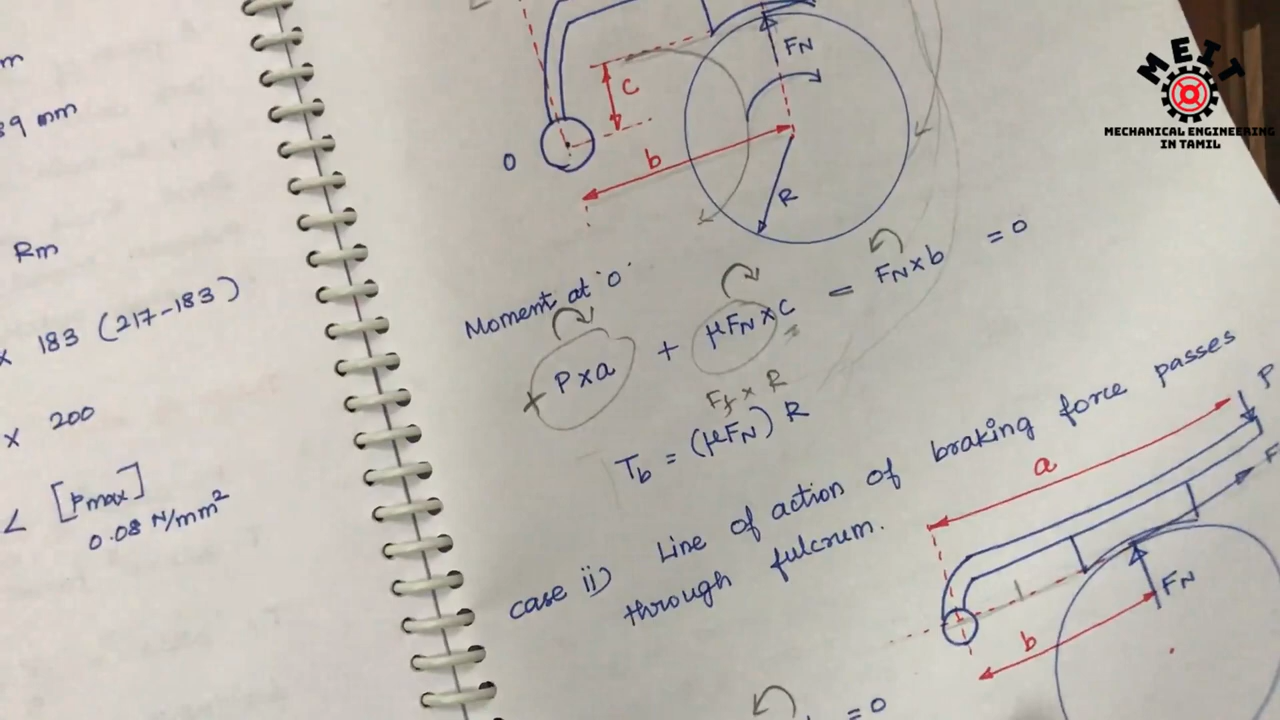 m
39 mm
Rm
x 183 (217-183)
x 200
< [Pmax]
0.08 N/mm²
FN
C
O
b
R
Moment at 'O'
+ P×a + μFN×C = FN×b = 0
Ff × R
Tb = (μFN) R
case ii) Line of action of braking force passes
through fulcrum.
P
a
F
FN
b
= 0
MEIT
MECHANICAL ENGINEERING
IN TAMIL